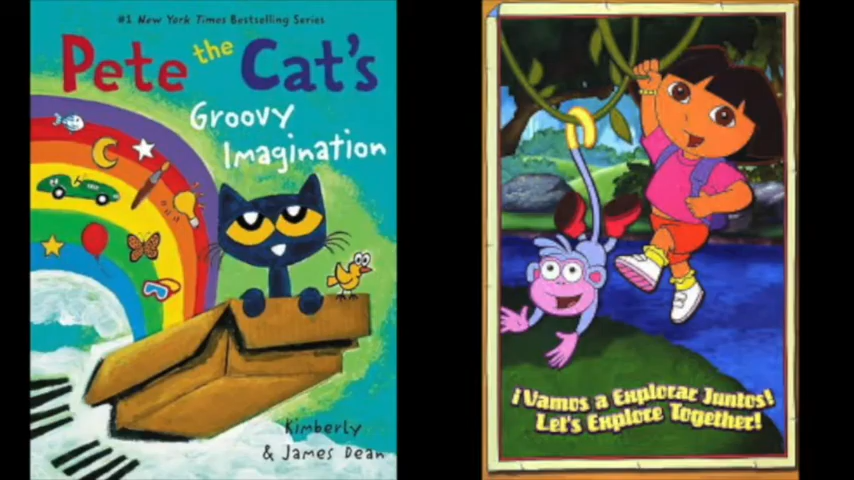 #1 New York Times Bestselling Series
Pete the Cat's
Groovy
Imagination
Kimberly
& James Dean
¡Vamos a Explorar Juntos!
Let's Explore Together!